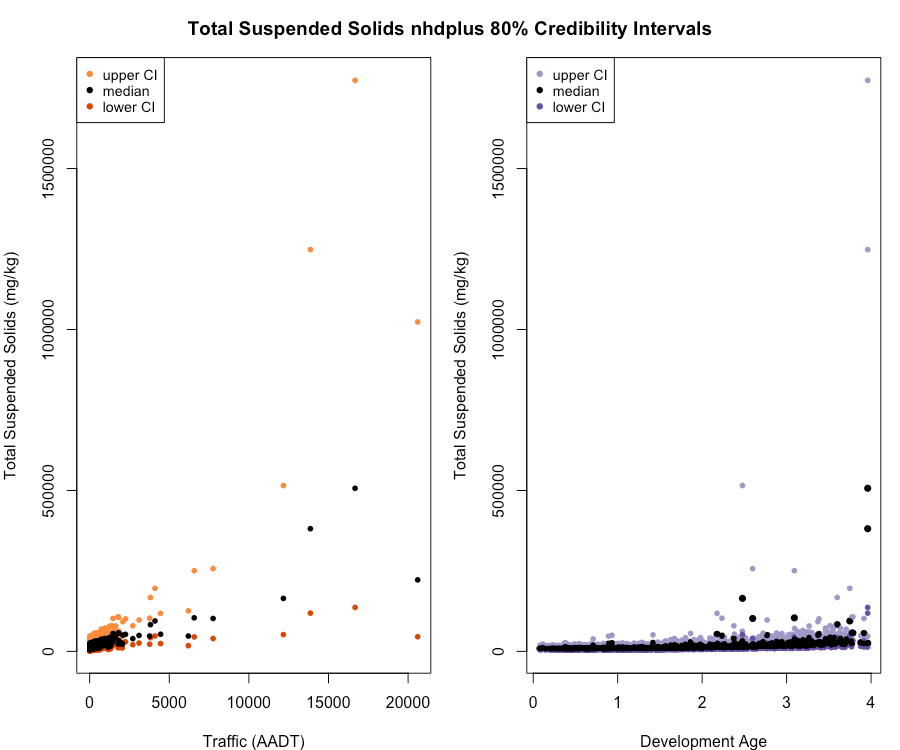 Total Suspended Solids nhdplus 80% Credibility Intervals
upper CI
median
lower CI
Total Suspended Solids (mg/kg)
0
500000
1000000
1500000
0 5000 10000 15000 20000
Traffic (AADT)
upper CI
median
lower CI
Total Suspended Solids (mg/kg)
0
500000
1000000
1500000
0 1 2 3 4
Development Age